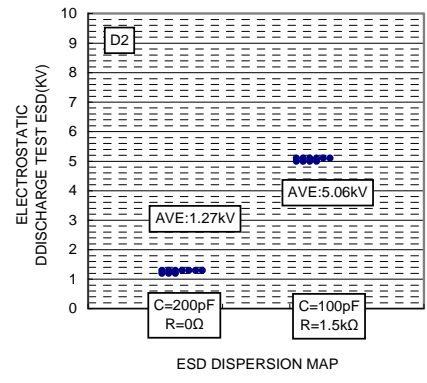 ELECTROSTATIC
DDISCHARGE TEST ESD(KV)
10
9
8
7
6
5
4
3
2
1
0
D2
AVE:5.06kV
AVE:1.27kV
C=200pF
R=0Ω
C=100pF
R=1.5kΩ
ESD DISPERSION MAP